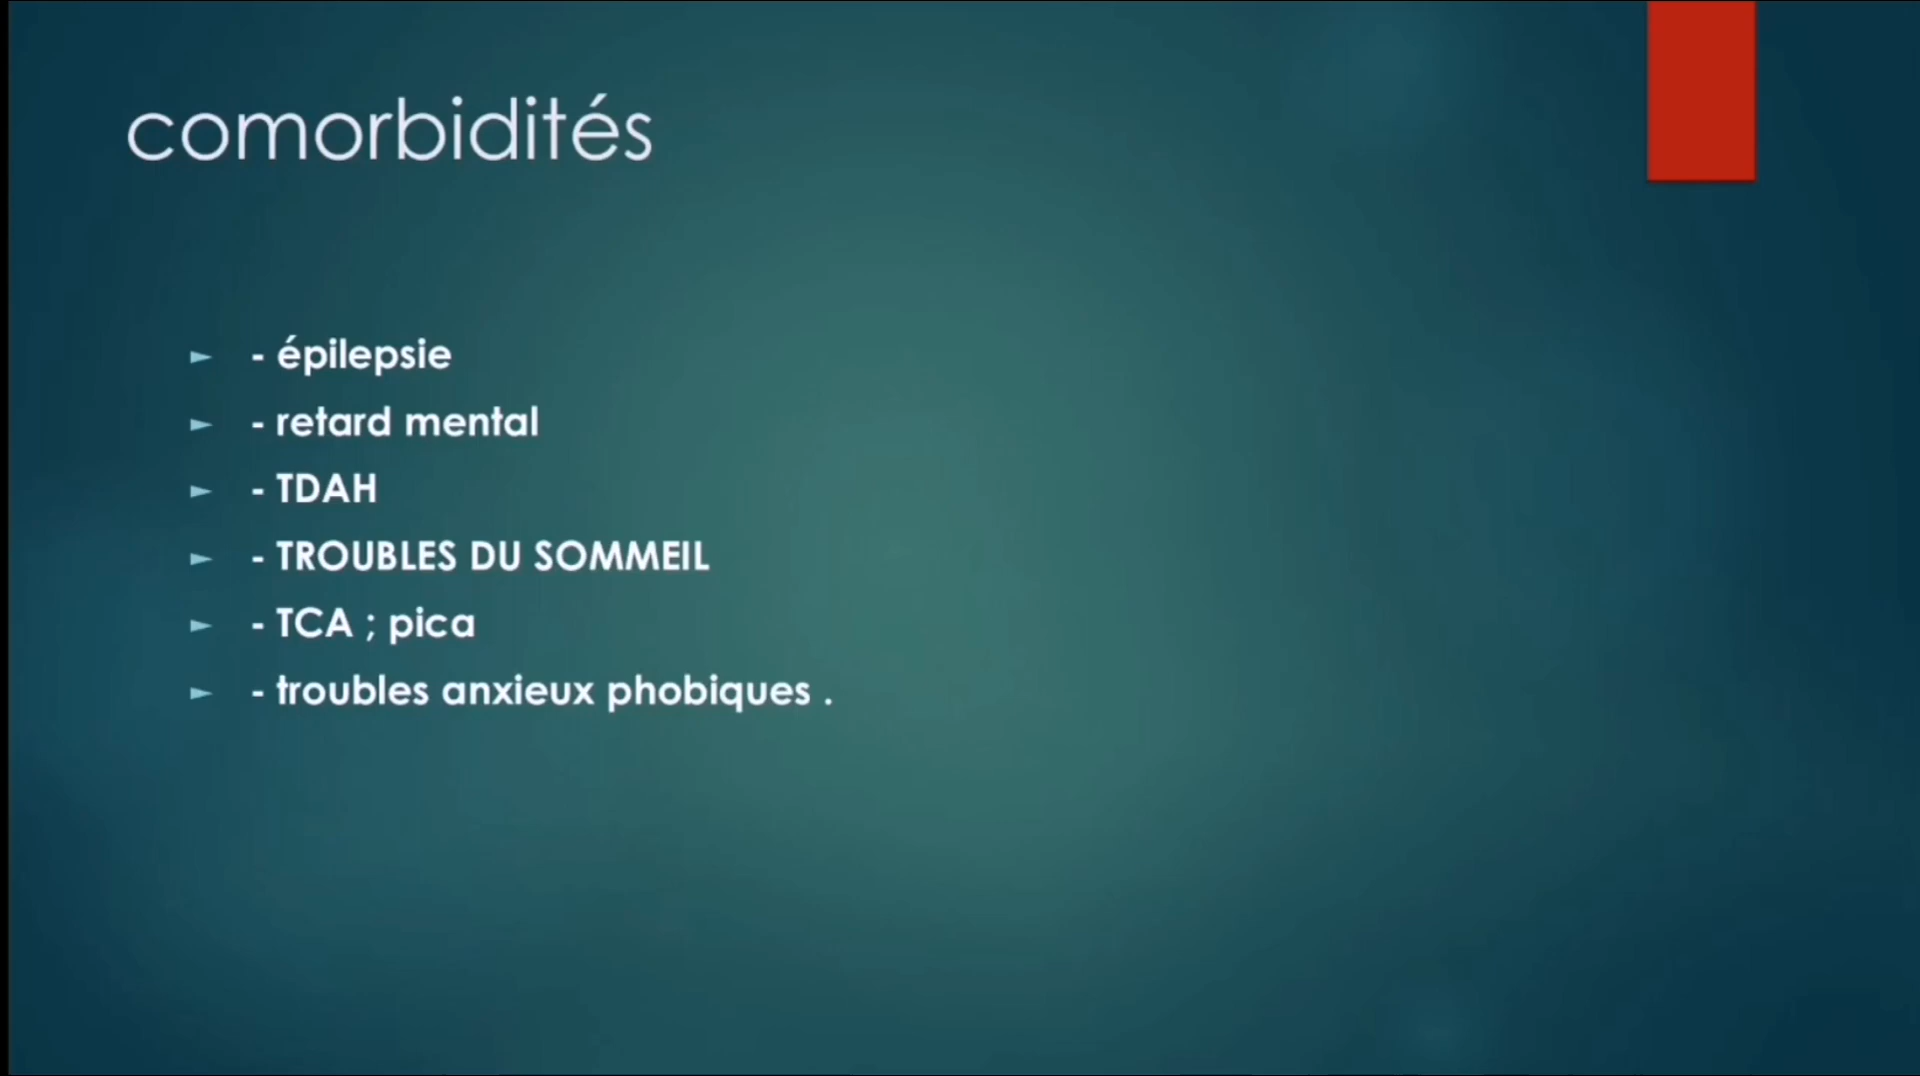 comorbidités
► - épilepsie
► - retard mental
► - TDAH
► - TROUBLES DU SOMMEIL
► - TCA ; pica
► - troubles anxieux phobiques .